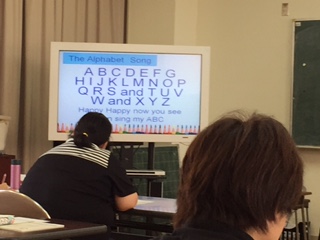 The Alphabet Song
A B C D E F G
H I J K L M N O P
Q R S and T U V
W and X Y Z
Happy Happy now you see
sing my ABC